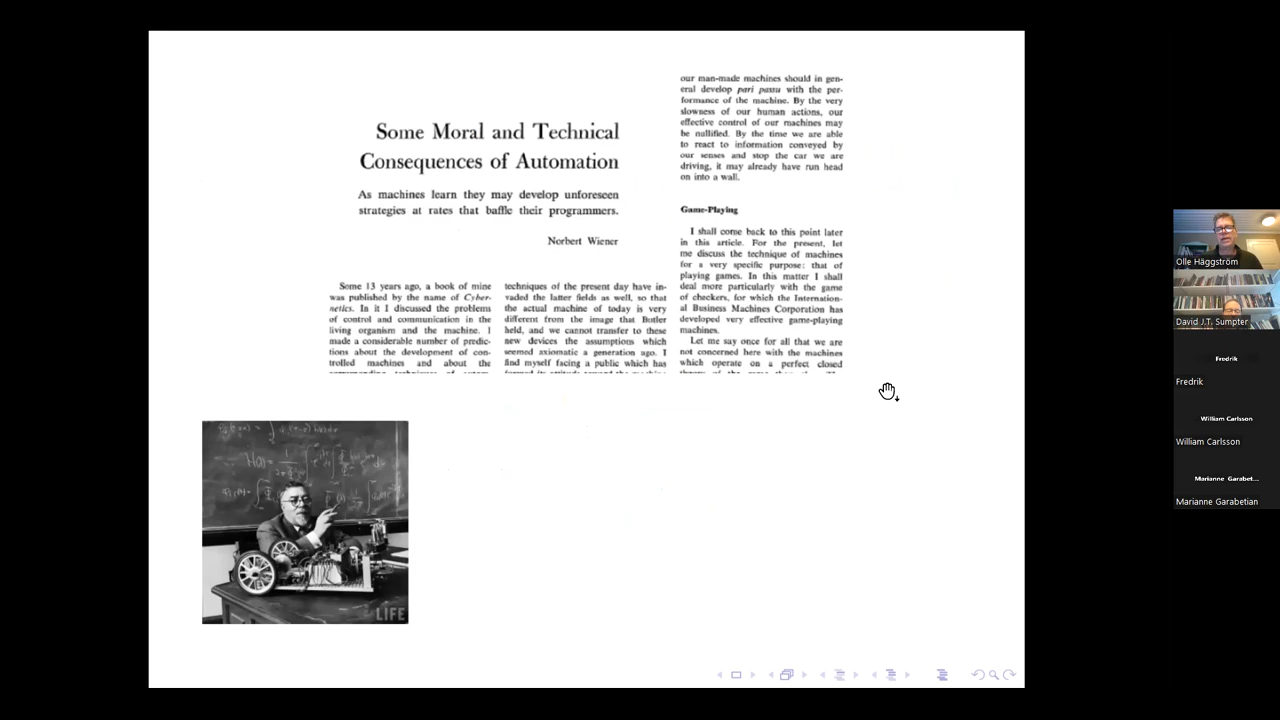 Some Moral and Technical
Consequences of Automation
As machines learn they may develop unforeseen
strategies at rates that baffle their programmers.
Norbert Wiener
Some 13 years ago, a book of mine
was published by the name of Cyber-
netics. In it I discussed the problems
of control and communication in the
living organism and the machine. I
made a considerable number of predic-
tions about the development of con-
trolled machines and about the
techniques of the present day have in-
vaded the latter fields as well, so that
the actual machine of today is very
different from the image that Butler
held, and we cannot transfer to these
new devices the assumptions which
seemed axiomatic a generation ago. I
find myself facing a public which has
our man-made machines should in gen-
eral develop pari passu with the per-
formance of the machine. By the very
slowness of our human actions, our
effective control of our machines may
be nullified. By the time we are able
to react to information conveyed by
our senses and stop the car we are
driving, it may already have run head
on into a wall.
Game-Playing
I shall come back to this point later
in this article. For the present, let
me discuss the technique of machines
for a very specific purpose: that of
playing games. In this matter I shall
deal more particularly with the game
of checkers, for which the Internation-
al Business Machines Corporation has
developed very effective game-playing
machines.
Let me say once for all that we are
not concerned here with the machines
which operate on a perfect closed
LIFE
Olle Häggström
David J.T. Sumpter
Fredrik
Fredrik
William Carlsson
William Carlsson
Marianne Garabet...
Marianne Garabetian